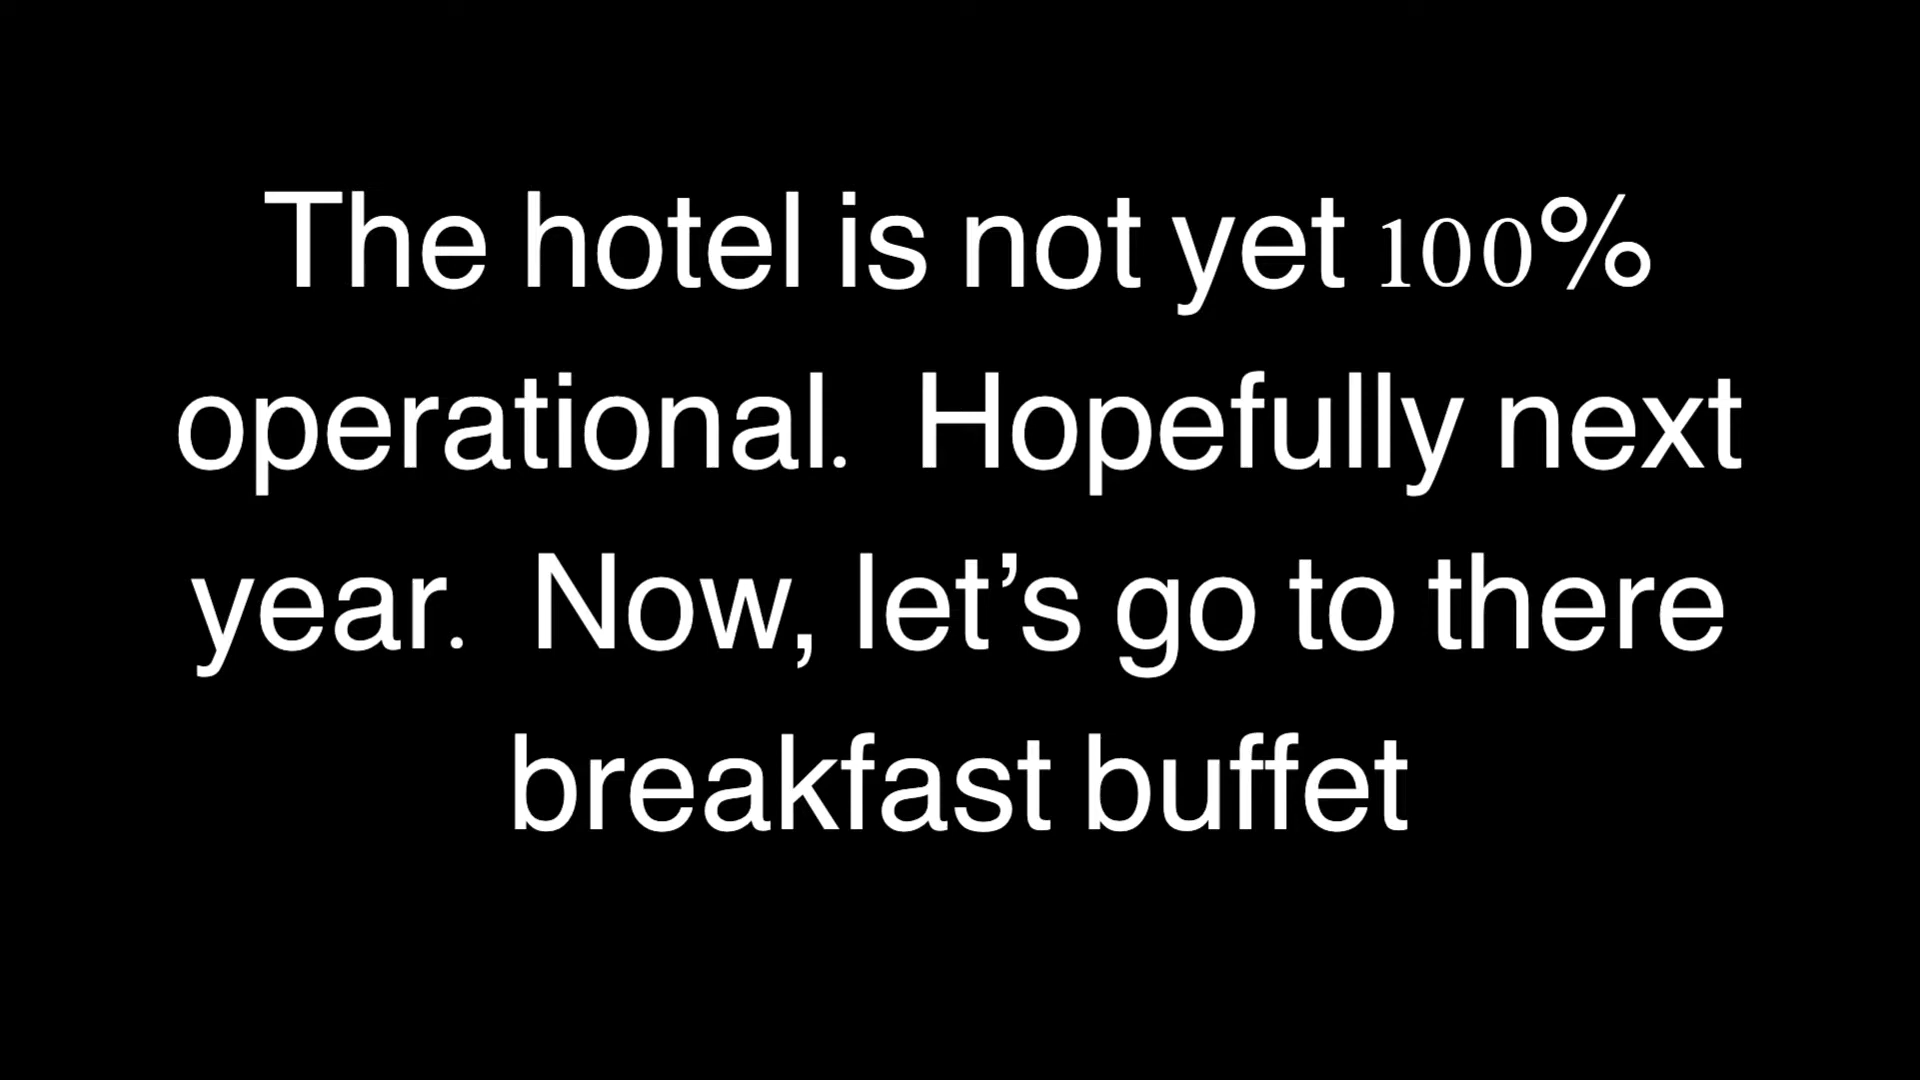 The hotel is not yet 100%
operational.  Hopefully next
year.  Now, let’s go to there
breakfast buffet